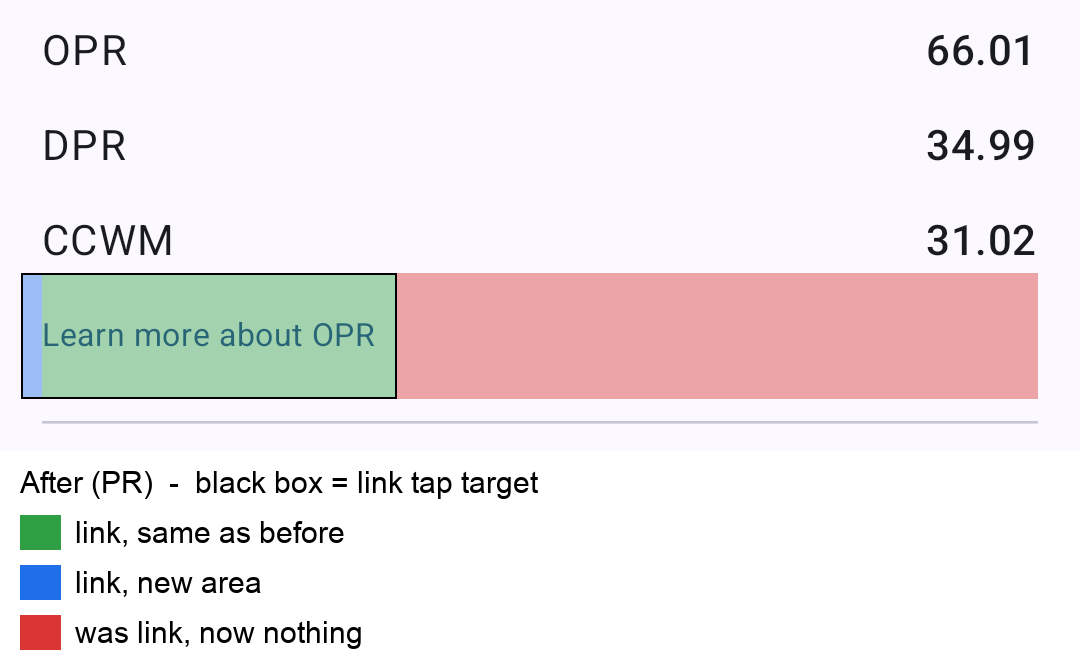 OPR 66.01
DPR 34.99
CCWM 31.02
Learn more about OPR
After (PR)  -  black box = link tap target
link, same as before
link, new area
was link, now nothing